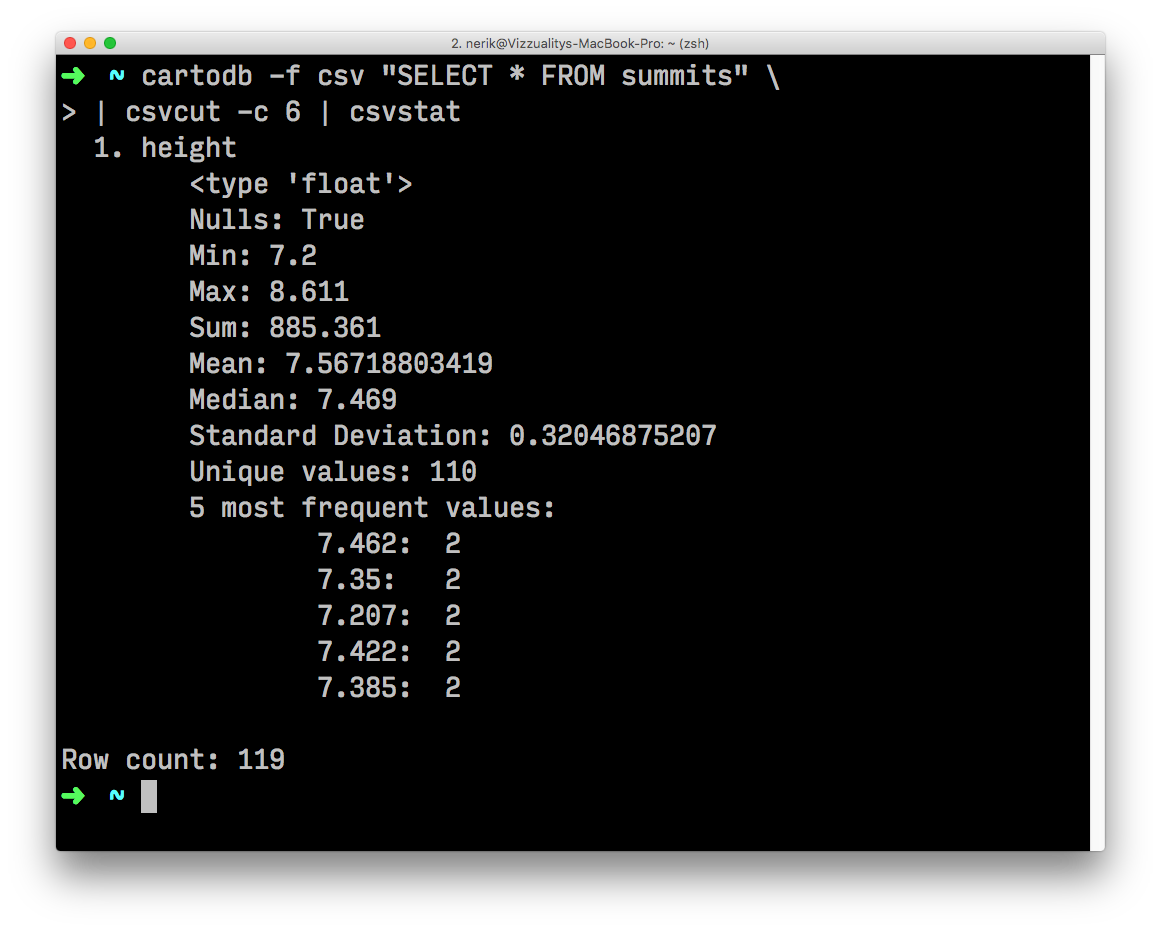 2. nerik@Vizzualitys-MacBook-Pro: ~ (zsh)
➜ ~ cartodb -f csv "SELECT * FROM summits" \
> | csvcut -c 6 | csvstat
1. height
<type 'float'>
Nulls: True
Min: 7.2
Max: 8.611
Sum: 885.361
Mean: 7.56718803419
Median: 7.469
Standard Deviation: 0.32046875207
Unique values: 110
5 most frequent values:
7.462: 2
7.35: 2
7.207: 2
7.422: 2
7.385: 2
Row count: 119
➜ ~